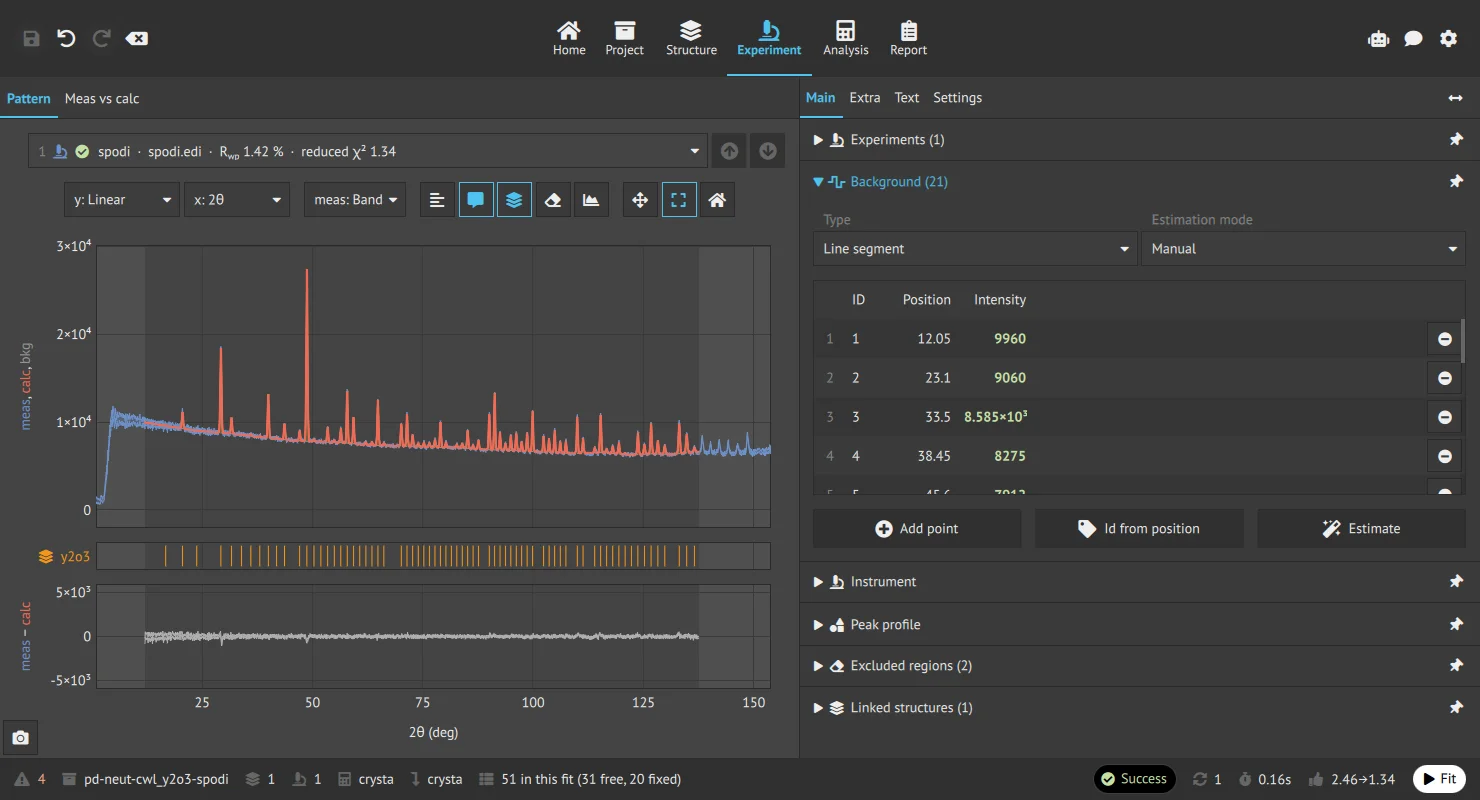 Home
Project
Structure
Experiment
Analysis
Report
Pattern
Meas vs calc
1 spodi · spodi.edi · Rwp 1.42 % · reduced χ² 1.34
y: Linear
x: 2θ
meas: Band
3×10⁴
2×10⁴
1×10⁴
0
meas, calc, bkg
y2o3
5×10³
0
-5×10³
meas − calc
25
50
75
100
125
150
2θ (deg)
Main
Extra
Text
Settings
Experiments (1)
Background (21)
Type
Estimation mode
Line segment
Manual
ID Position Intensity
1 1 12.05 9960
2 2 23.1 9060
3 3 33.5 8.585×10³
4 4 38.45 8275
5 5 45.6 7912
Add point
Id from position
Estimate
Instrument
Peak profile
Excluded regions (2)
Linked structures (1)
4 pd-neut-cwl_y2o3-spodi 1 1 crysta crysta 51 in this fit (31 free, 20 fixed)
Success 1 0.16s 2.46→1.34 Fit